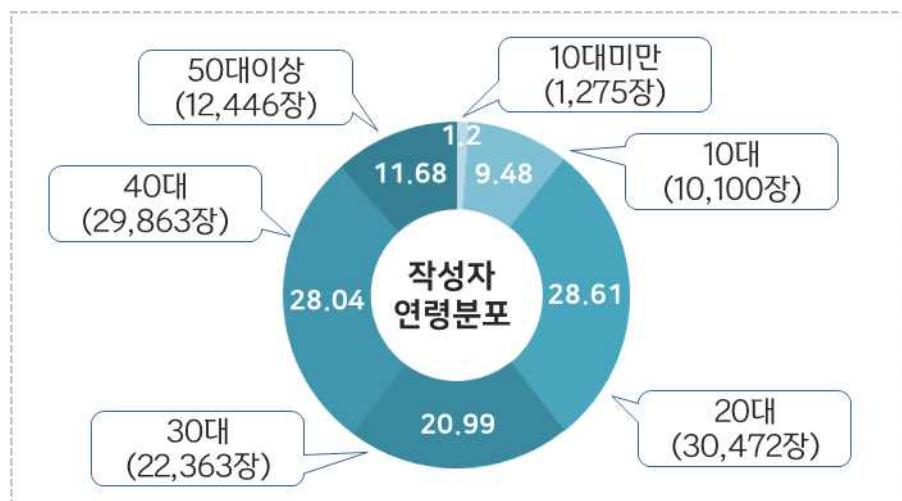 10대미만
(1,275장)
50대이상
(12,446장)
1.2
11.68
9.48
10대
(10,100장)
40대
(29,863장)
작성자
연령분포
28.04
28.61
20.99
20대
(30,472장)
30대
(22,363장)